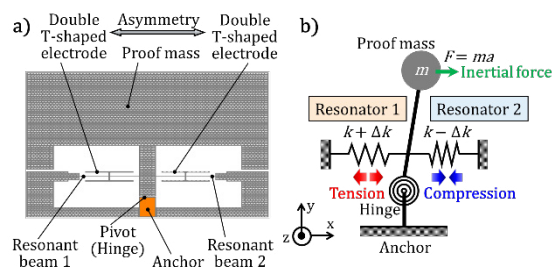 a)
Double
T-shaped
electrode
Asymmetry
Double
T-shaped
electrode
Proof mass
Resonant
beam 1
Pivot
(Hinge)
Anchor
Resonant
beam 2
b)
Proof mass
m
F = ma
Inertial force
Resonator 1
Resonator 2
k+Δk
k−Δk
Tension
Compression
Hinge
Anchor
y
z
x